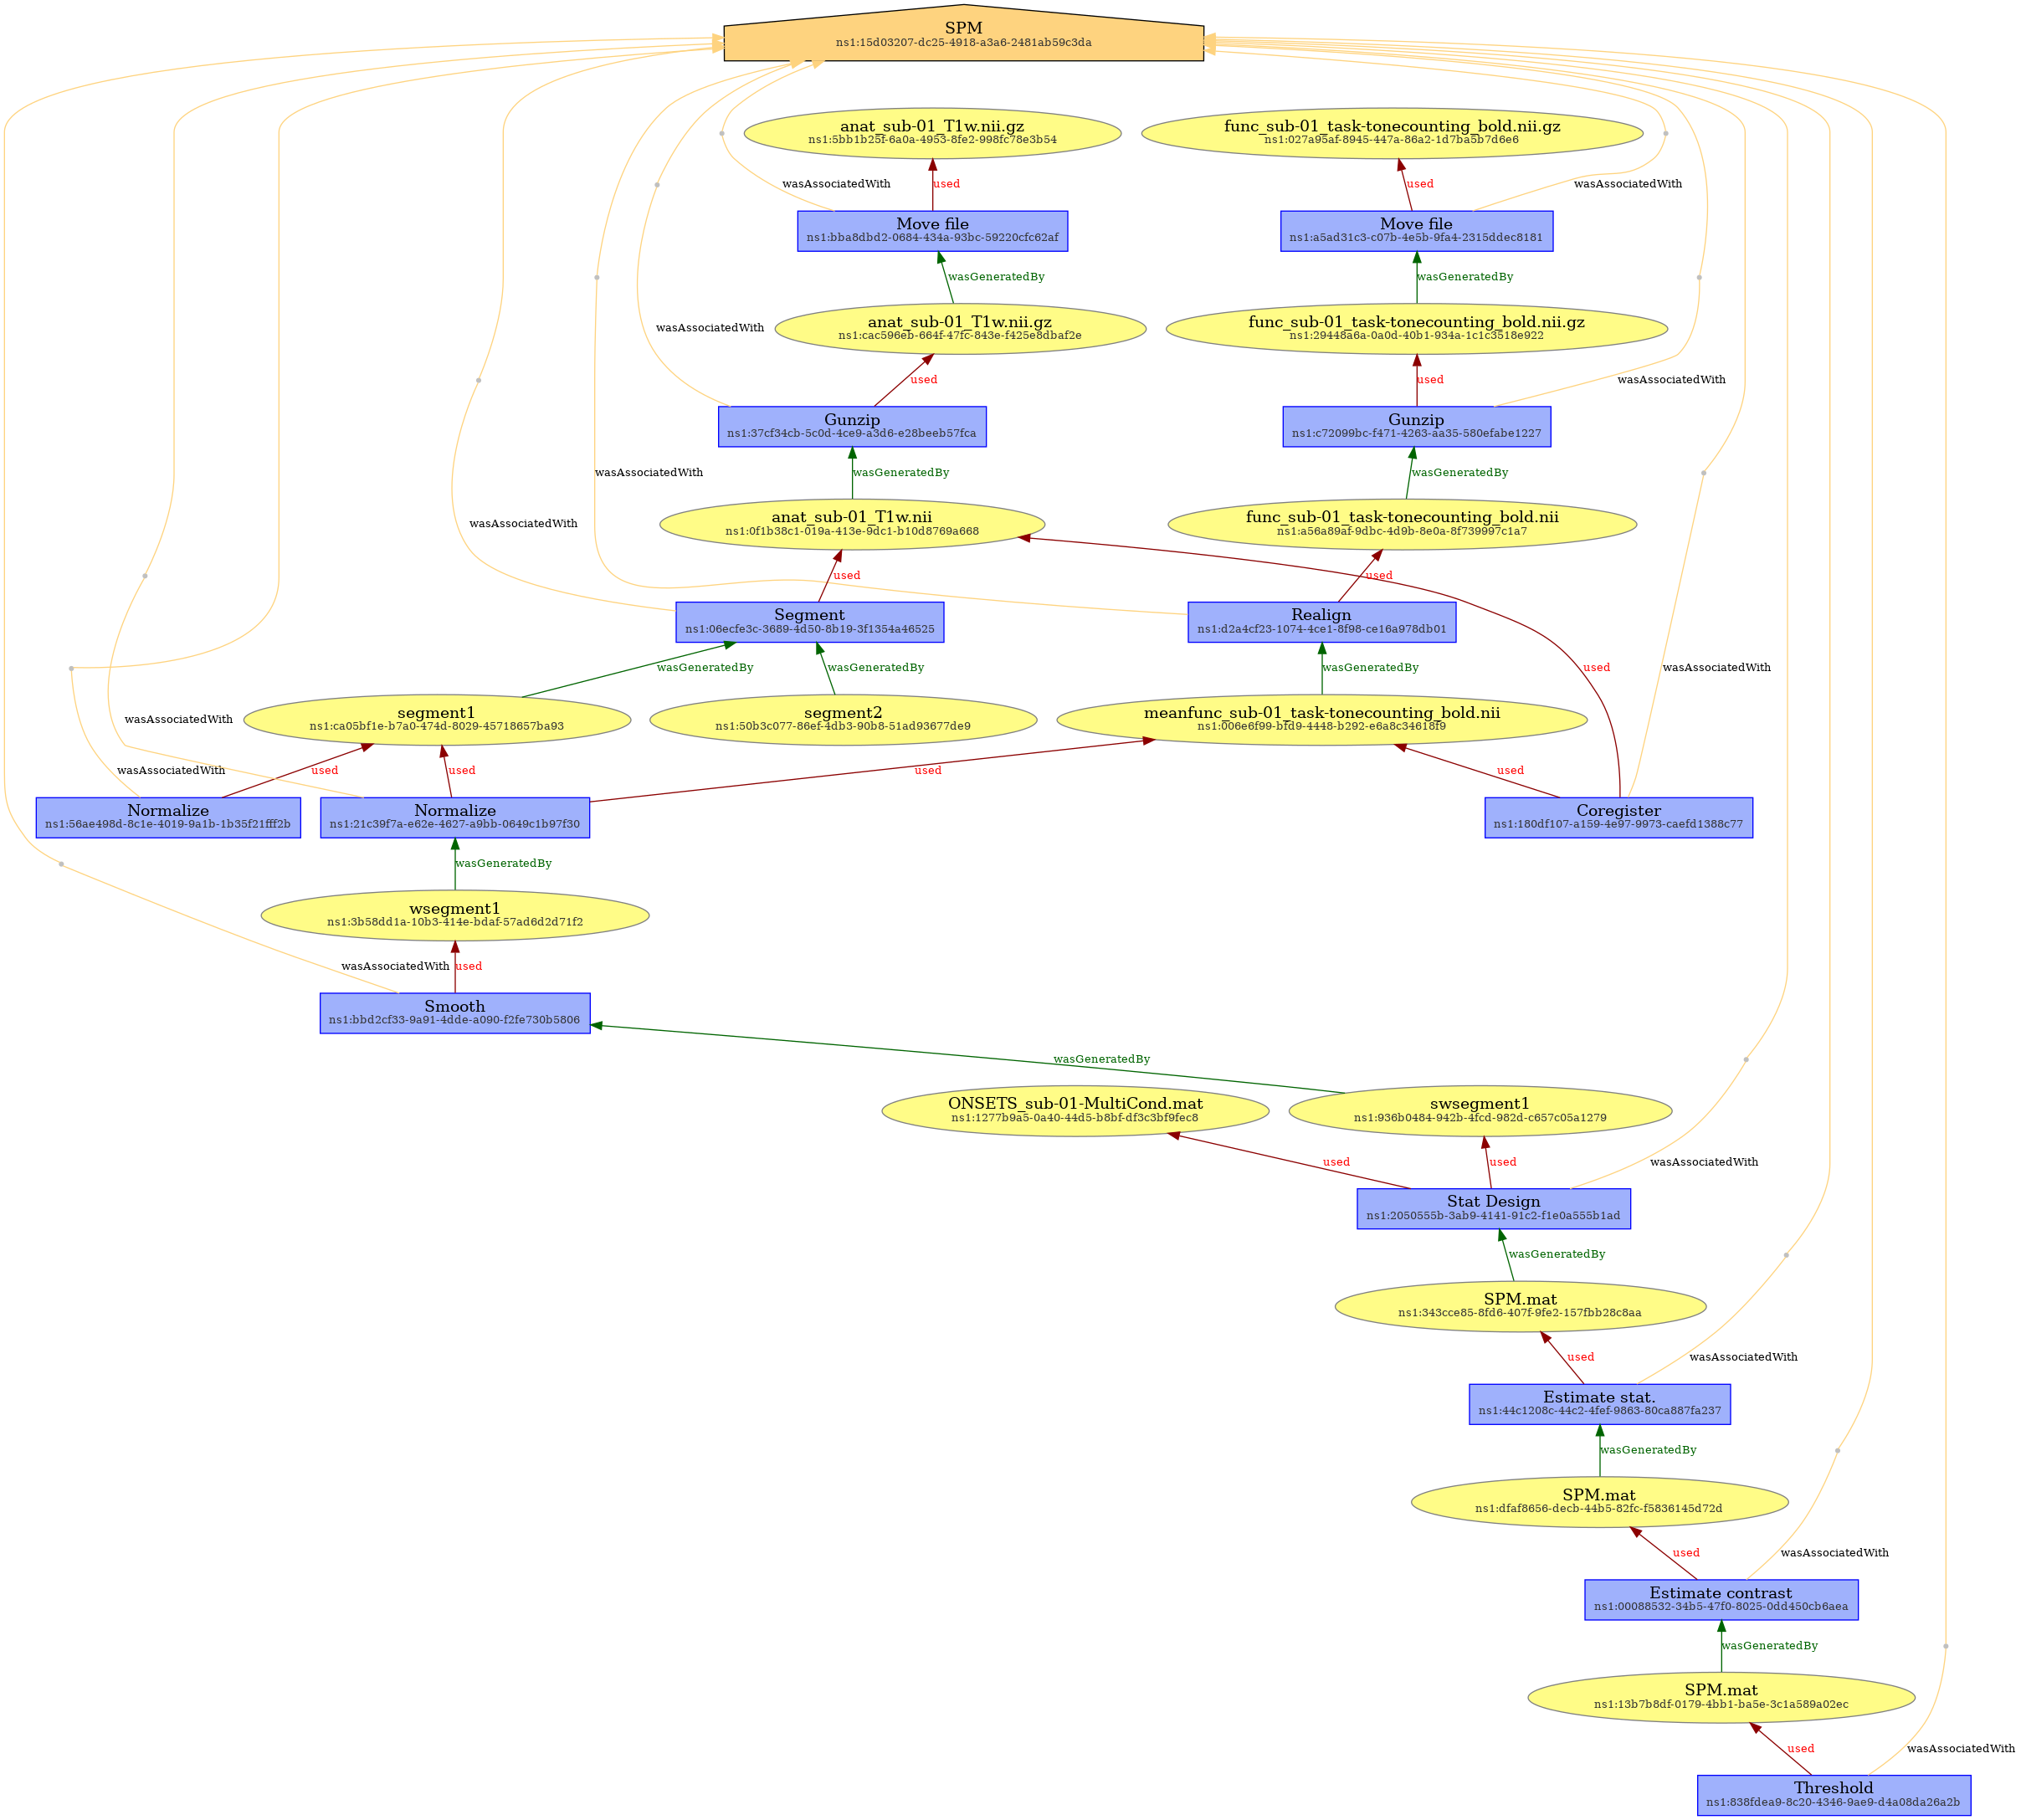 SPM
ns1:15d03207-dc25-4918-a3a6-2481ab59c3da
anat_sub-01_T1w.nii.gz
ns1:5bb1b25f-6a0a-4953-8fe2-998fc78e3b54
func_sub-01_task-tonecounting_bold.nii.gz
ns1:027a95af-8945-447a-86a2-1d7ba5b7d6e6
wasAssociatedWith
used
used
wasAssociatedWith
Move file
ns1:bba8dbd2-0684-434a-93bc-59220cfc62af
Move file
ns1:a5ad31c3-c07b-4e5b-9fa4-2315ddec8181
wasGeneratedBy
wasGeneratedBy
anat_sub-01_T1w.nii.gz
ns1:cac596eb-664f-47fc-843e-f425e8dbaf2e
func_sub-01_task-tonecounting_bold.nii.gz
ns1:29448a6a-0a0d-40b1-934a-1c1c3518e922
wasAssociatedWith
used
used
wasAssociatedWith
Gunzip
ns1:37cf34cb-5c0d-4ce9-a3d6-e28beeb57fca
Gunzip
ns1:c72099bc-f471-4263-aa35-580efabe1227
wasAssociatedWith
wasGeneratedBy
wasGeneratedBy
anat_sub-01_T1w.nii
ns1:0f1b38c1-019a-413e-9dc1-b10d8769a668
func_sub-01_task-tonecounting_bold.nii
ns1:a56a89af-9dbc-4d9b-8e0a-8f739997c1a7
wasAssociatedWith
used
used
Segment
ns1:06ecfe3c-3689-4d50-8b19-3f1354a46525
Realign
ns1:d2a4cf23-1074-4ce1-8f98-ce16a978db01
wasGeneratedBy
wasGeneratedBy
wasGeneratedBy
used
wasAssociatedWith
segment1
ns1:ca05bf1e-b7a0-474d-8029-45718657ba93
segment2
ns1:50b3c077-86ef-4db3-90b8-51ad93677de9
meanfunc_sub-01_task-tonecounting_bold.nii
ns1:006e6f99-bfd9-4448-b292-e6a8c34618f9
wasAssociatedWith
wasAssociatedWith
used
used
used
used
Normalize
ns1:56ae498d-8c1e-4019-9a1b-1b35f21fff2b
Normalize
ns1:21c39f7a-e62e-4627-a9bb-0649c1b97f30
Coregister
ns1:180df107-a159-4e97-9973-caefd1388c77
wasGeneratedBy
wsegment1
ns1:3b58dd1a-10b3-414e-bdaf-57ad6d2d71f2
wasAssociatedWith
used
Smooth
ns1:bbd2cf33-9a91-4dde-a090-f2fe730b5806
wasGeneratedBy
ONSETS_sub-01-MultiCond.mat
ns1:1277b9a5-0a40-44d5-b8bf-df3c3bf9fec8
swsegment1
ns1:936b0484-942b-4fcd-982d-c657c05a1279
used
used
wasAssociatedWith
Stat Design
ns1:2050555b-3ab9-4141-91c2-f1e0a555b1ad
wasGeneratedBy
SPM.mat
ns1:343cce85-8fd6-407f-9fe2-157fbb28c8aa
used
wasAssociatedWith
Estimate stat.
ns1:44c1208c-44c2-4fef-9863-80ca887fa237
wasGeneratedBy
SPM.mat
ns1:dfaf8656-decb-44b5-82fc-f5836145d72d
used
wasAssociatedWith
Estimate contrast
ns1:00088532-34b5-47f0-8025-0dd450cb6aea
wasGeneratedBy
SPM.mat
ns1:13b7b8df-0179-4bb1-ba5e-3c1a589a02ec
used
wasAssociatedWith
Threshold
ns1:838fdea9-8c20-4346-9ae9-d4a08da26a2b